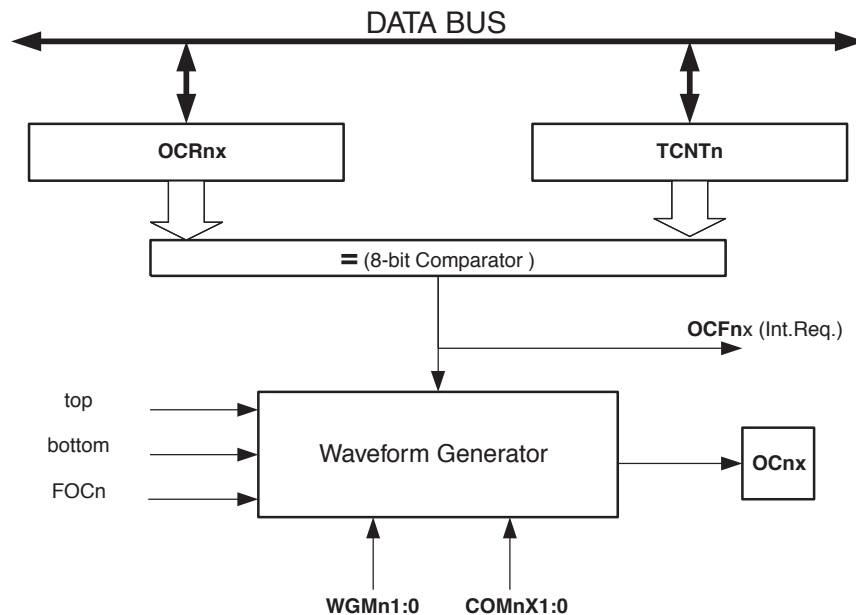 DATA BUS
OCRnx
TCNTn
= (8-bit Comparator )
OCFnx (Int.Req.)
top
bottom
FOCn
Waveform Generator
OCnx
WGMn1:0
COMnX1:0